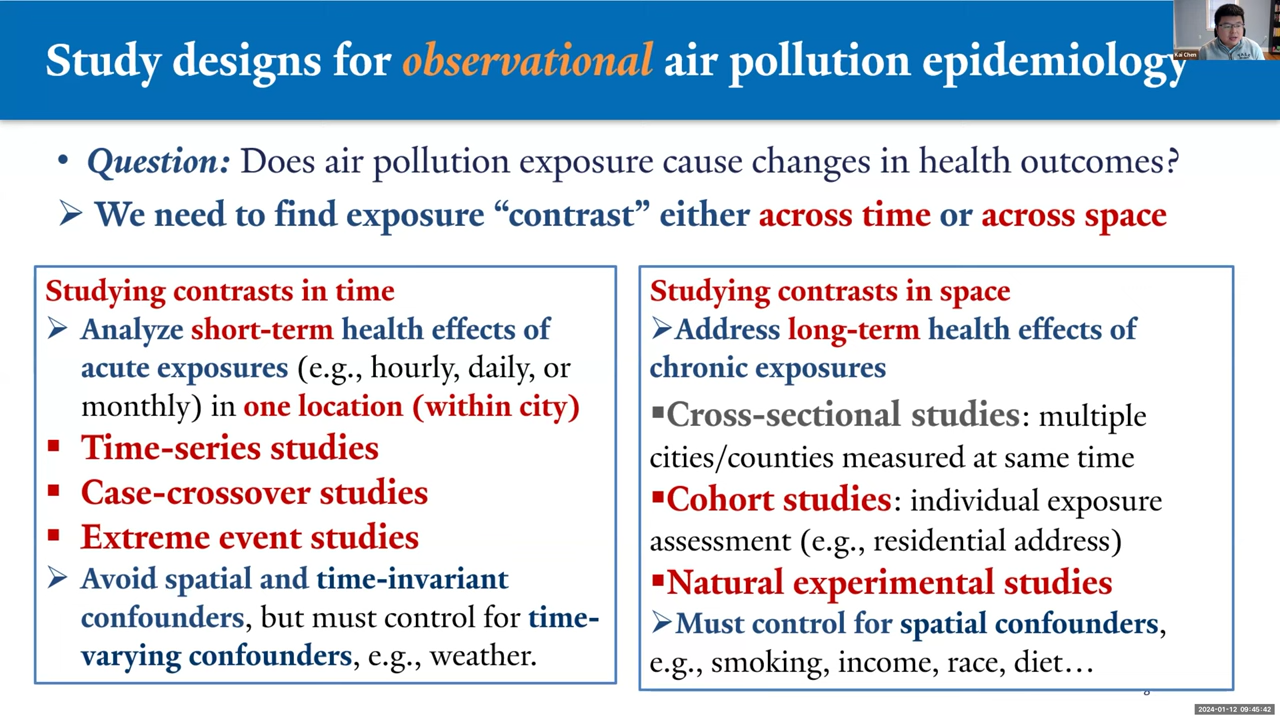 Study designs for observational air pollution epidemiology
Kai Chen
• Question: Does air pollution exposure cause changes in health outcomes?
➢ We need to find exposure “contrast” either across time or across space
Studying contrasts in time
➢ Analyze short-term health effects of
acute exposures (e.g., hourly, daily, or
monthly) in one location (within city)
▪ Time-series studies
▪ Case-crossover studies
▪ Extreme event studies
➢ Avoid spatial and time-invariant
confounders, but must control for time-
varying confounders, e.g., weather.
Studying contrasts in space
➢Address long-term health effects of
chronic exposures
▪Cross-sectional studies: multiple
cities/counties measured at same time
▪Cohort studies: individual exposure
assessment (e.g., residential address)
▪Natural experimental studies
➢Must control for spatial confounders,
e.g., smoking, income, race, diet…
2024-01-12 09:45:42